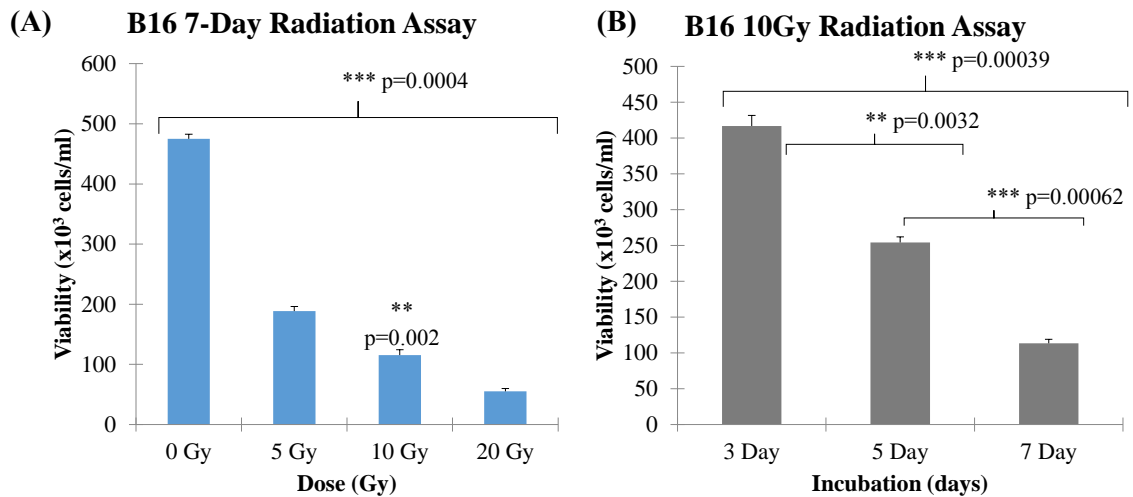 (A) B16 7-Day Radiation Assay
600
500
400
300
200
100
0
Viability (x10³ cells/ml)
*** p=0.0004
**
p=0.002
0 Gy 5 Gy 10 Gy 20 Gy
Dose (Gy)
(B) B16 10Gy Radiation Assay
500
450
400
350
300
250
200
150
100
50
0
Viability (x10³ cells/ml)
*** p=0.00039
** p=0.0032
*** p=0.00062
3 Day 5 Day 7 Day
Incubation (days)